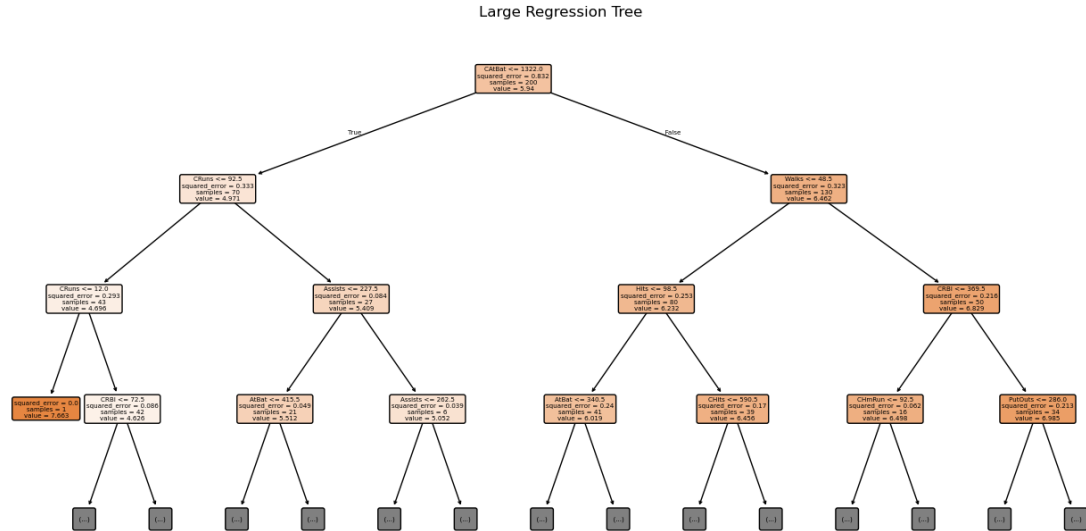 Large Regression Tree
CAtBat <= 1322.0
squared_error = 0.832
samples = 200
value = 5.94
True
False
CRuns <= 92.5
squared_error = 0.333
samples = 70
value = 4.971
Walks <= 48.5
squared_error = 0.323
samples = 130
value = 6.462
CRuns <= 12.0
squared_error = 0.293
samples = 43
value = 4.696
Assists <= 227.5
squared_error = 0.084
samples = 27
value = 5.409
Hits <= 98.5
squared_error = 0.253
samples = 80
value = 6.232
CRBI <= 369.5
squared_error = 0.216
samples = 50
value = 6.829
squared_error = 0.0
samples = 1
value = 7.663
CRBI <= 72.5
squared_error = 0.086
samples = 42
value = 4.626
AtBat <= 415.5
squared_error = 0.049
samples = 21
value = 5.512
Assists <= 262.5
squared_error = 0.039
samples = 6
value = 5.052
AtBat <= 340.5
squared_error = 0.24
samples = 41
value = 6.019
CHits <= 590.5
squared_error = 0.17
samples = 39
value = 6.456
CHmRun <= 92.5
squared_error = 0.062
samples = 16
value = 6.498
PutOuts <= 286.0
squared_error = 0.213
samples = 34
value = 6.985
(...)
(...)
(...)
(...)
(...)
(...)
(...)
(...)
(...)
(...)
(...)
(...)
(...)
(...)